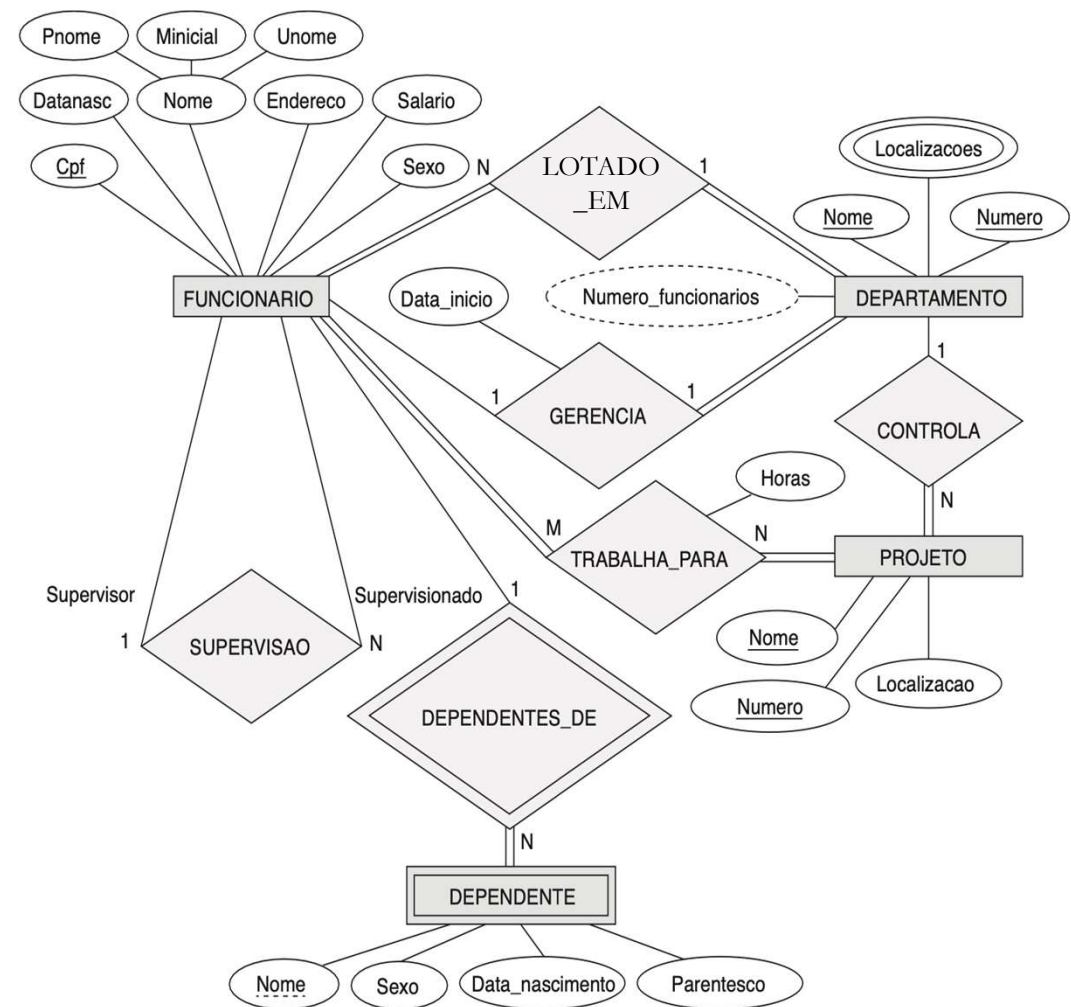 Pnome
Minicial
Unome
Datanasc
Nome
Endereco
Salario
Cpf
Sexo
N
LOTADO
_EM
1
Localizacoes
Nome
Numero
FUNCIONARIO
Data_inicio
Numero_funcionarios
DEPARTAMENTO
1
GERENCIA
1
1
CONTROLA
N
Horas
M
TRABALHA_PARA
N
PROJETO
Supervisor
1
SUPERVISAO
Supervisionado
N
1
Nome
Numero
Localizacao
DEPENDENTES_DE
N
DEPENDENTE
Nome
Sexo
Data_nascimento
Parentesco